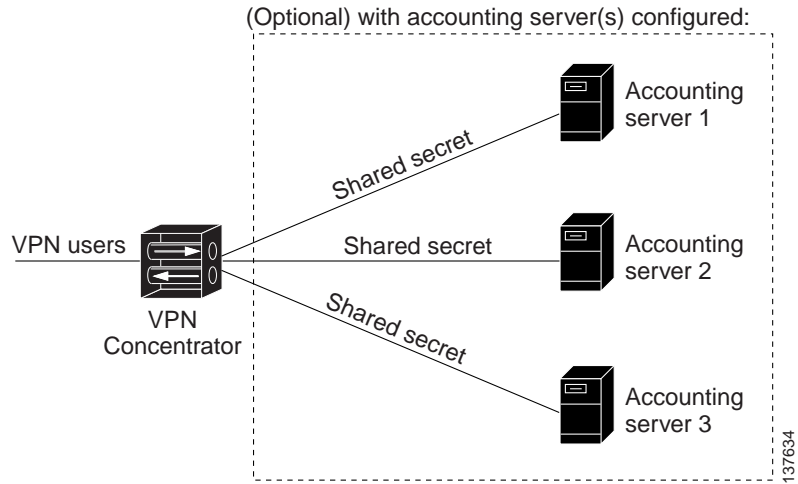 (Optional) with accounting server(s) configured:
Accounting
server 1
Shared secret
VPN users
Shared secret
Accounting
server 2
VPN
Concentrator
Shared secret
Accounting
server 3
137634